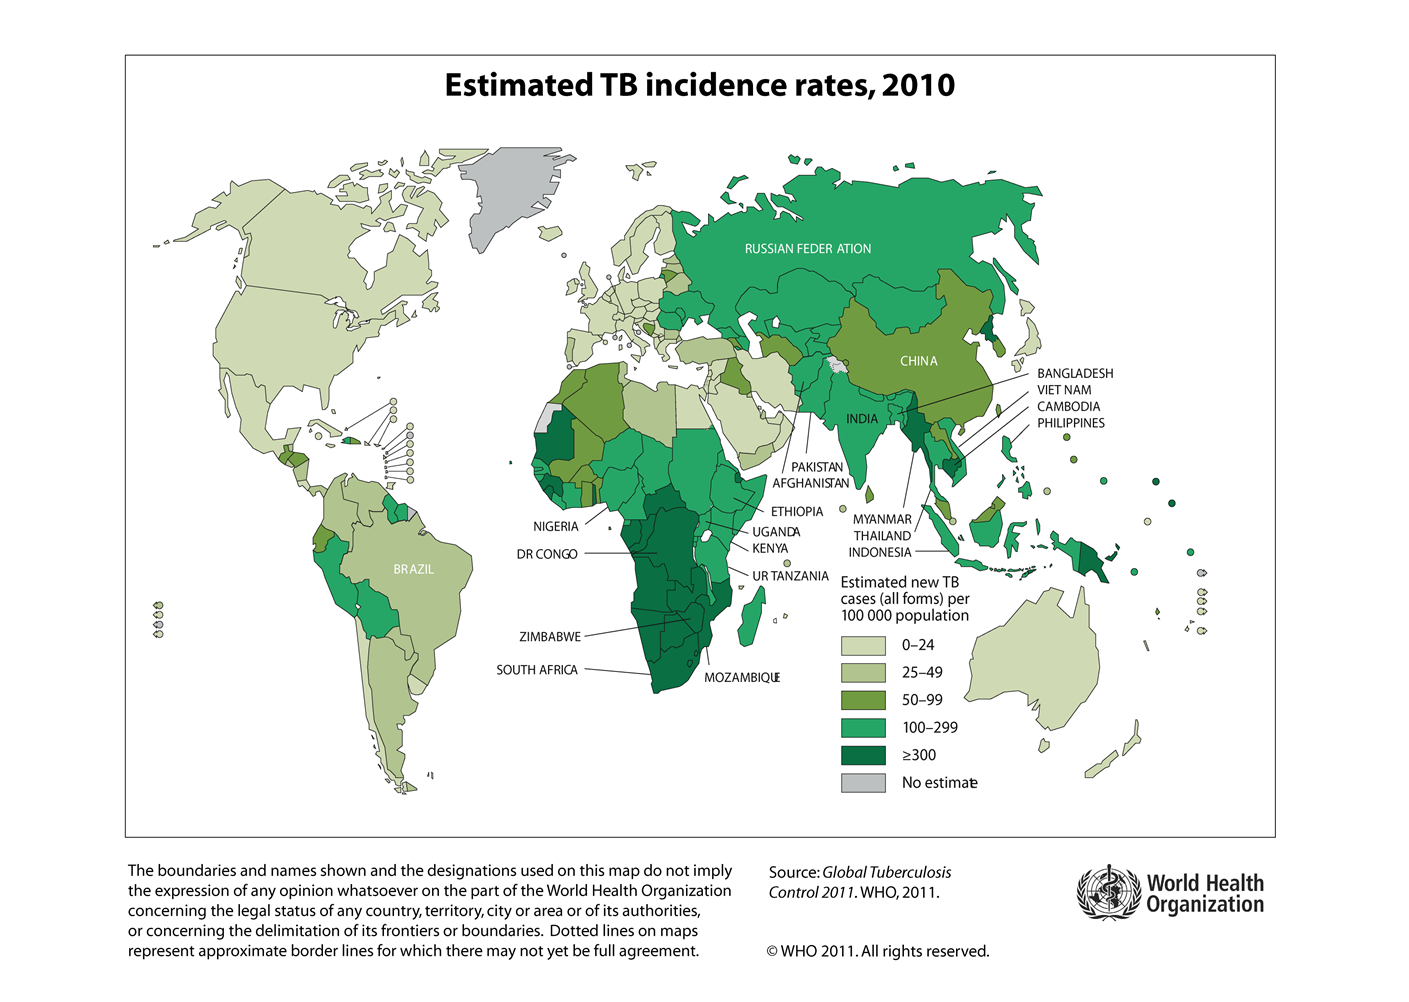 Estimated TB incidence rates, 2010
RUSSIAN FEDER ATION
CHINA
BANGLADESH
VIET NAM
CAMBODIA
PHILIPPINES
INDIA
PAKISTAN
AFGHANISTAN
ETHIOPIA
MYANMAR
THAILAND
INDONESIA
NIGERIA
UGANDA
KENYA
DR CONGO
UR TANZANIA
BRAZIL
ZIMBABWE
SOUTH AFRICA
MOZAMBIQUE
Estimated new TB
cases (all forms) per
100 000 population
0–24
25–49
50–99
100–299
≥300
No estimate
The boundaries and names shown and the designations used on this map do not imply
the expression of any opinion whatsoever on the part of the World Health Organization
concerning the legal status of any country, territory, city or area or of its authorities,
or concerning the delimitation of its frontiers or boundaries. Dotted lines on maps
represent approximate border lines for which there may not yet be full agreement.
Source: Global Tuberculosis
Control 2011. WHO, 2011.
© WHO 2011. All rights reserved.
World Health
Organization